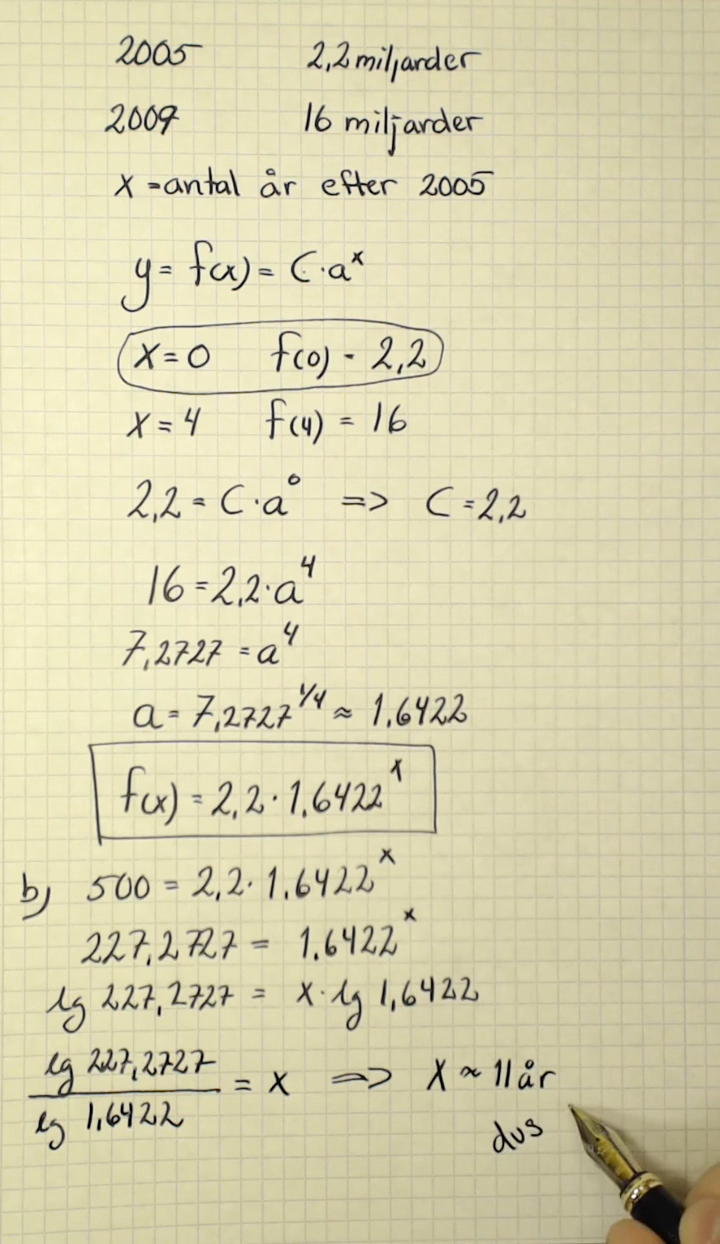 2005 2,2 miljarder
2009 16 miljarder
x = antal år efter 2005
y = f(x) = C·a^x
x = 0 f(0) = 2,2
x = 4 f(4) = 16
2,2 = C·a^0 => C = 2,2
16 = 2,2·a^4
7,2727 = a^4
a = 7,2727^1/4 ≈ 1,6422
f(x) = 2,2·1,6422^x
b) 500 = 2,2·1,6422^x
227,2727 = 1,6422^x
lg 227,2727 = x·lg 1,6422
lg 227,2727 / lg 1,6422 = x => x ≈ 11 år
dvs